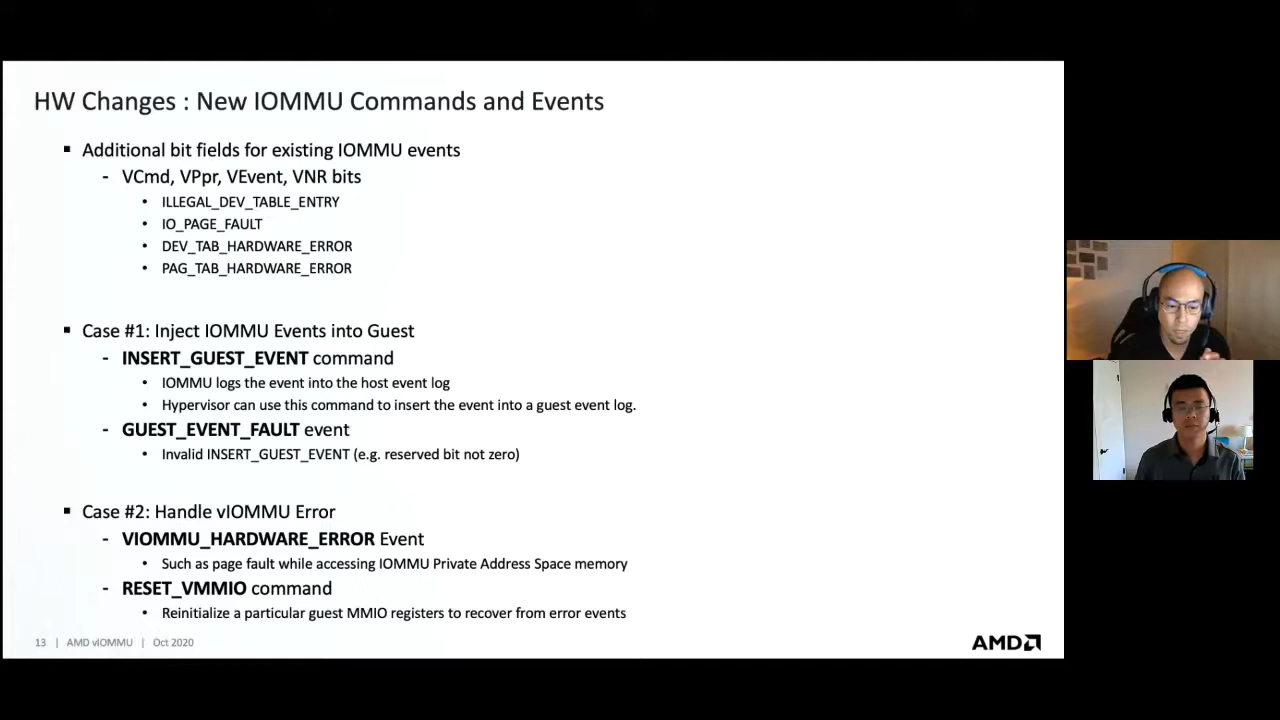 HW Changes : New IOMMU Commands and Events
▪ Additional bit fields for existing IOMMU events
- VCmd, VPpr, VEvent, VNR bits
• ILLEGAL_DEV_TABLE_ENTRY
• IO_PAGE_FAULT
• DEV_TAB_HARDWARE_ERROR
• PAG_TAB_HARDWARE_ERROR
▪ Case #1: Inject IOMMU Events into Guest
- INSERT_GUEST_EVENT command
• IOMMU logs the event into the host event log
• Hypervisor can use this command to insert the event into a guest event log.
- GUEST_EVENT_FAULT event
• Invalid INSERT_GUEST_EVENT (e.g. reserved bit not zero)
▪ Case #2: Handle vIOMMU Error
- VIOMMU_HARDWARE_ERROR Event
• Such as page fault while accessing IOMMU Private Address Space memory
- RESET_VMMIO command
• Reinitialize a particular guest MMIO registers to recover from error events
13 | AMD vIOMMU | Oct 2020
AMD